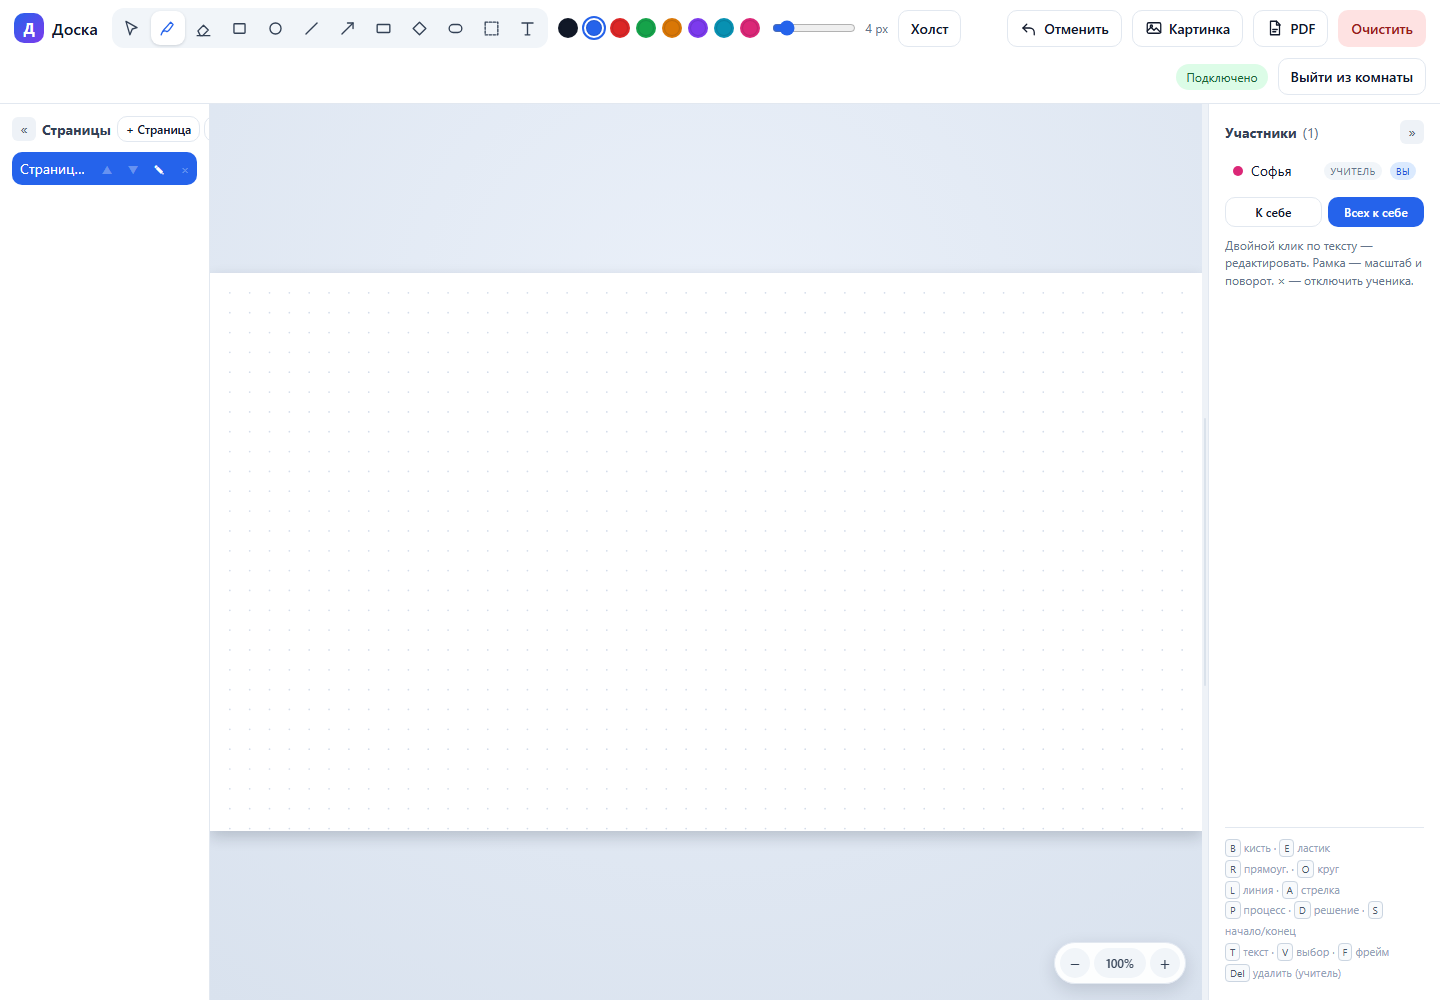 Д Доска
4 px
Холст
Отменить
Картинка
PDF
Очистить
Подключено
Выйти из комнаты
« Страницы
+ Страница
Страниц...
Участники (1)
»
Софья
УЧИТЕЛЬ
ВЫ
К себе
Всех к себе
Двойной клик по тексту —
редактировать. Рамка — масштаб и
поворот. × — отключить ученика.
B кисть · E ластик
R прямоуг. · O круг
L линия · A стрелка
P процесс · D решение · S
начало/конец
T текст · V выбор · F фрейм
Del удалить (учитель)
− 100% +